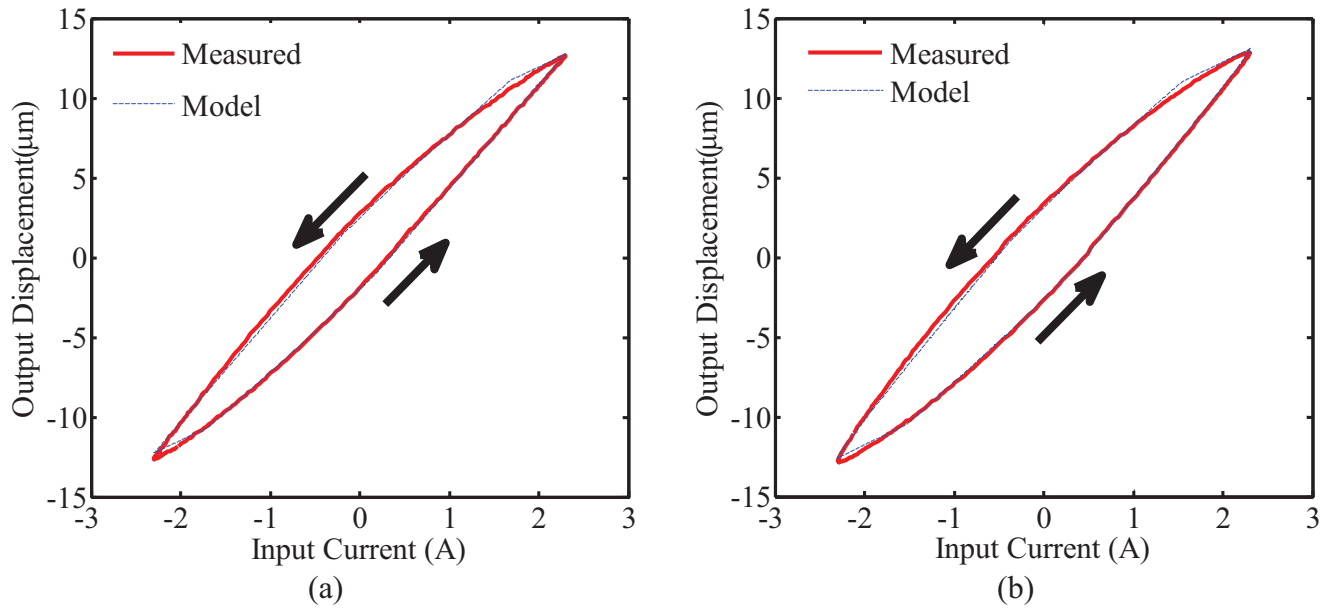 15
10
5
0
-5
-10
-15
Output Displacement(μm)
Measured
Model
-3 -2 -1 0 1 2 3
Input Current (A)
(a)
15
10
5
0
-5
-10
-15
Output Displacement(μm)
Measured
Model
-3 -2 -1 0 1 2 3
Input Current (A)
(b)